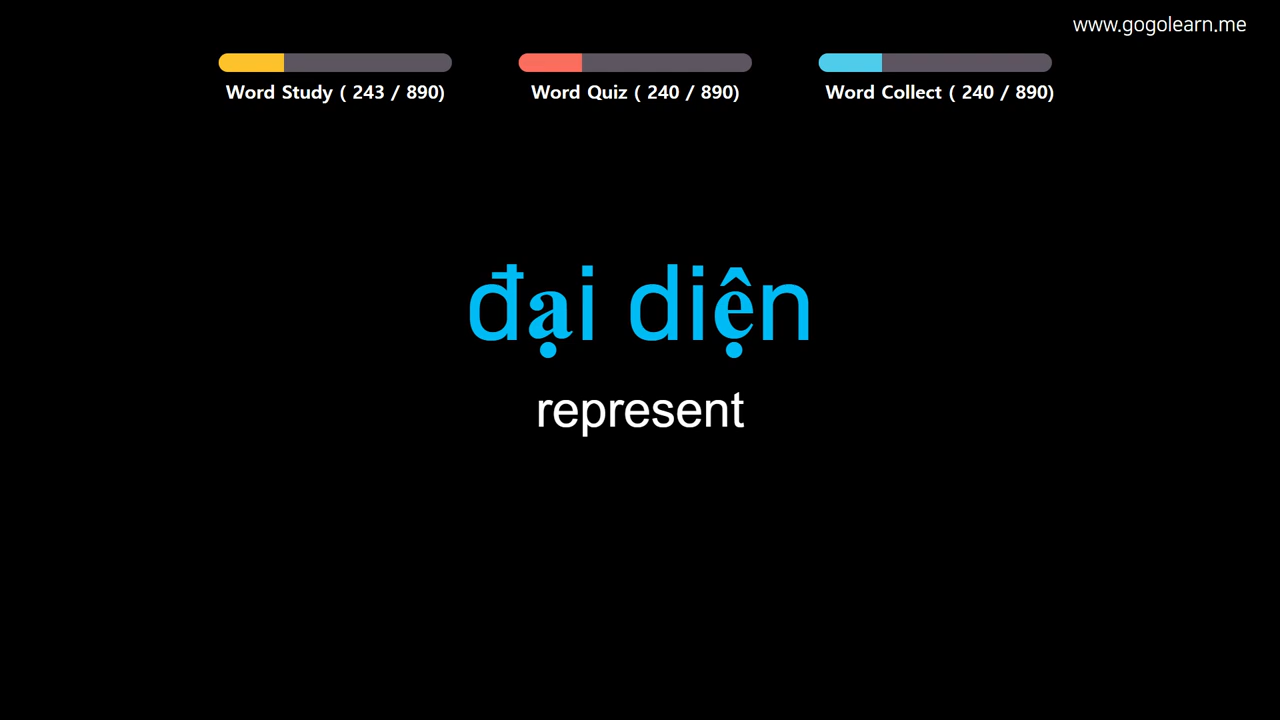 www.gogolearn.me
Word Study ( 243 / 890)
Word Quiz ( 240 / 890)
Word Collect ( 240 / 890)
đại diện
represent